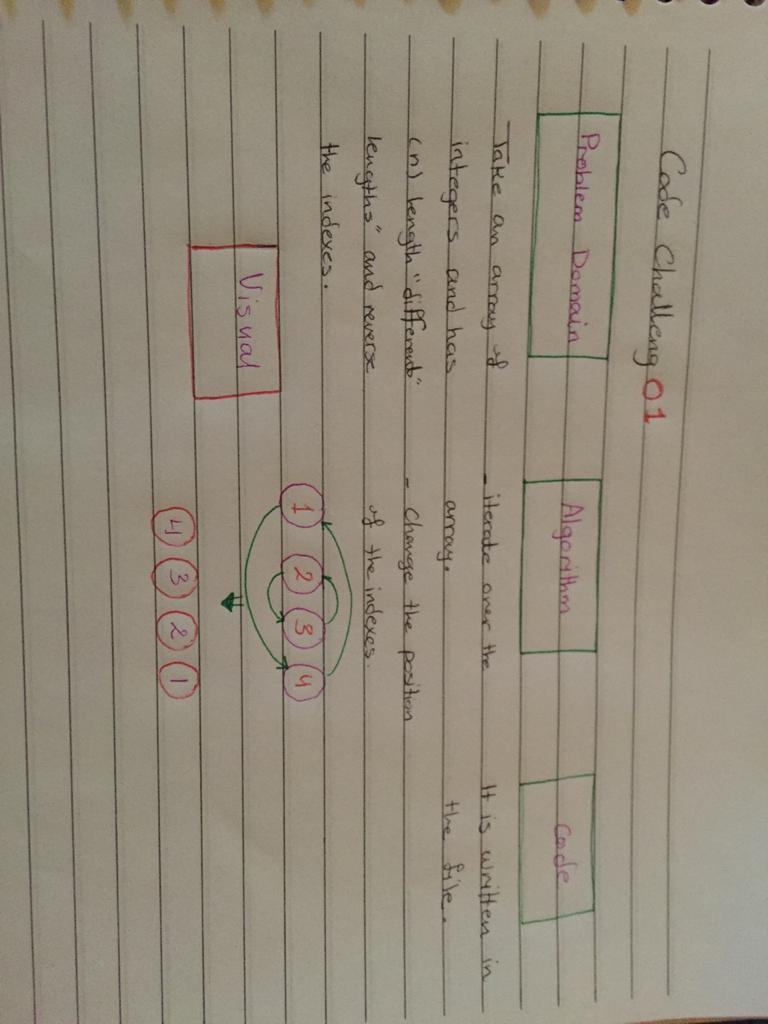 Code Challeng 01
Problem Domain
Take an array of
integers and has
(n) length "different"
lengths" and reverse
the indexes.
Algorithm
- iterate over the
array.
- Change the position
of the indexes.
Code
It is written in
the file.
Visual
1 2 3 4
4 3 2 1